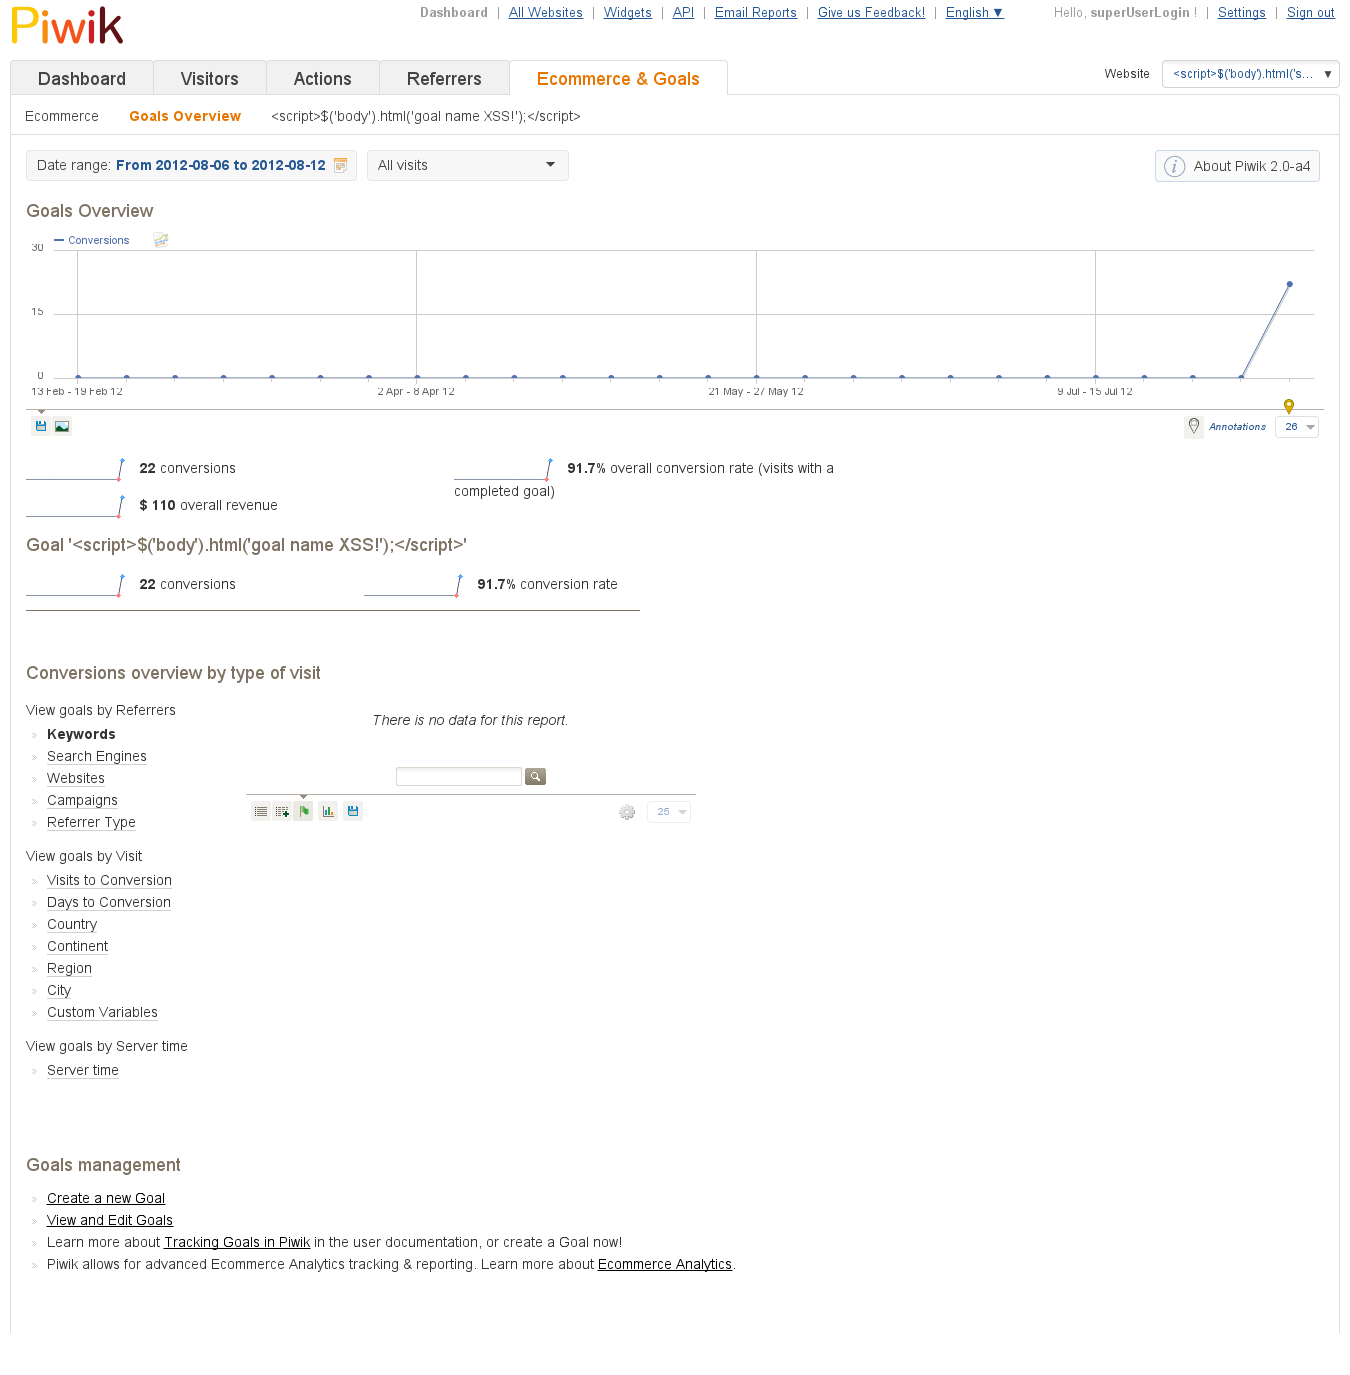 Piwik
Dashboard | All Websites | Widgets | API | Email Reports | Give us Feedback! | English ▼ Hello, superUserLogin ! | Settings | Sign out
Dashboard Visitors Actions Referrers Ecommerce & Goals
Website <script>$('body').html('s... ▼
Ecommerce Goals Overview <script>$('body').html('goal name XSS!');</script>
Date range: From 2012-08-06 to 2012-08-12 All visits About Piwik 2.0-a4
Goals Overview
Conversions
30
15
0
13 Feb - 19 Feb 12 2 Apr - 8 Apr 12 21 May - 27 May 12 9 Jul - 15 Jul 12
Annotations 26
22 conversions 91.7% overall conversion rate (visits with a
completed goal)
$ 110 overall revenue
Goal '<script>$('body').html('goal name XSS!');</script>'
22 conversions 91.7% conversion rate
Conversions overview by type of visit
View goals by Referrers
There is no data for this report.
Keywords
Search Engines
Websites
Campaigns
Referrer Type
25
View goals by Visit
Visits to Conversion
Days to Conversion
Country
Continent
Region
City
Custom Variables
View goals by Server time
Server time
Goals management
Create a new Goal
View and Edit Goals
Learn more about Tracking Goals in Piwik in the user documentation, or create a Goal now!
Piwik allows for advanced Ecommerce Analytics tracking & reporting. Learn more about Ecommerce Analytics.